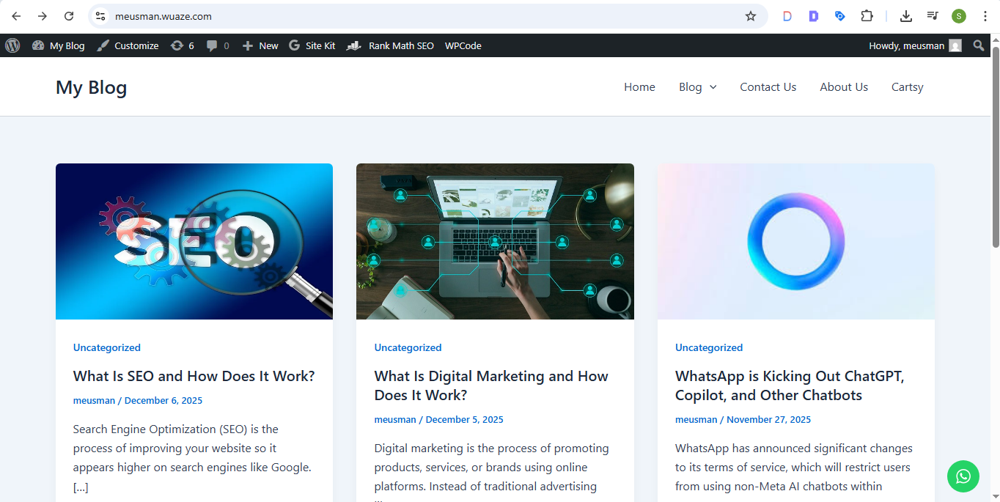 meusman.wuaze.com
S
My Blog Customize 6 0 New Site Kit Rank Math SEO WPCode Howdy, meusman
My Blog
Home Blog Contact Us About Us Cartsy
SEO
Uncategorized
What Is SEO and How Does It Work?
meusman / December 6, 2025
Search Engine Optimization (SEO) is the
process of improving your website so it
appears higher on search engines like Google.
[...]
Uncategorized
What Is Digital Marketing and How
Does It Work?
meusman / December 5, 2025
Digital marketing is the process of promoting
products, services, or brands using online
platforms. Instead of traditional advertising
Uncategorized
WhatsApp is Kicking Out ChatGPT,
Copilot, and Other Chatbots
meusman / November 27, 2025
WhatsApp has announced significant changes
to its terms of service, which will restrict users
from using non-Meta AI chatbots within